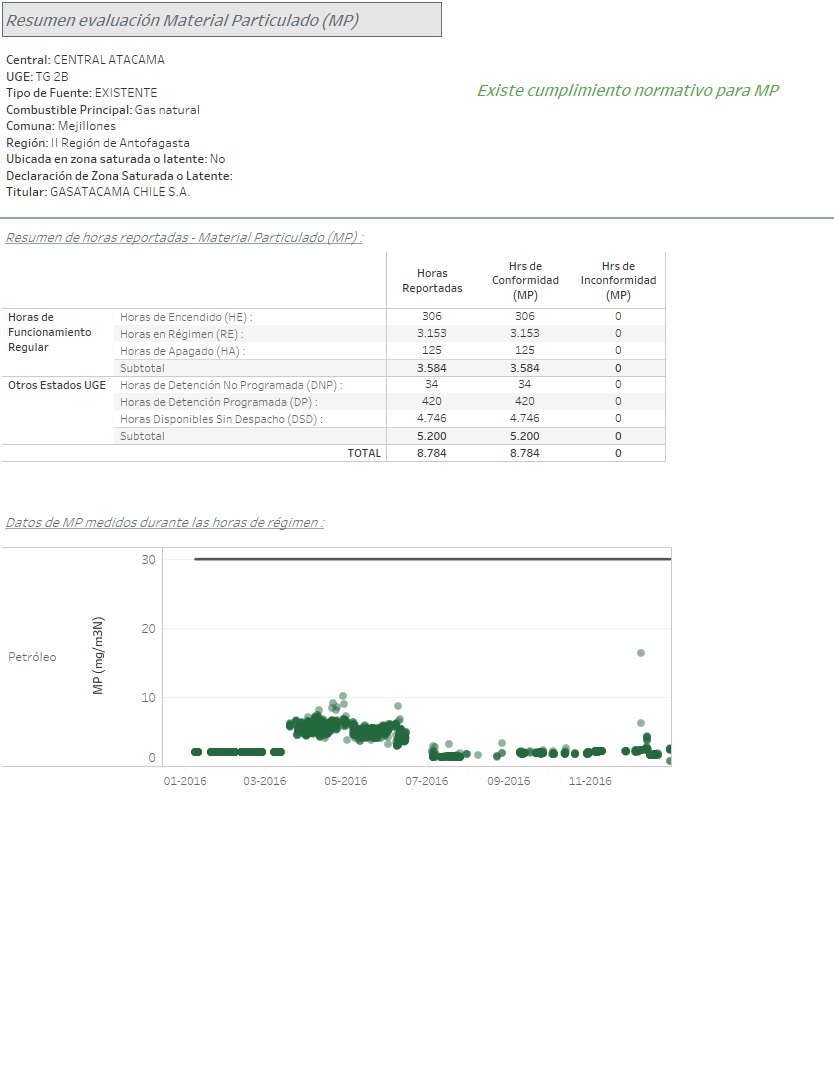 Resumen evaluación Material Particulado (MP)
Central: CENTRAL ATACAMA
UGE: TG 2B
Tipo de Fuente: EXISTENTE
Combustible Principal: Gas natural
Comuna: Mejillones
Región: II Región de Antofagasta
Ubicada en zona saturada o latente: No
Declaración de Zona Saturada o Latente:
Titular: GASATACAMA CHILE S.A.
Existe cumplimiento normativo para MP
Resumen de horas reportadas - Material Particulado (MP) :
Horas Reportadas
Hrs de Conformidad (MP)
Hrs de Inconformidad (MP)
Horas de Funcionamiento Regular
Horas de Encendido (HE) : 306 306 0
Horas en Régimen (RE) : 3.153 3.153 0
Horas de Apagado (HA) : 125 125 0
Subtotal 3.584 3.584 0
Otros Estados UGE
Horas de Detención No Programada (DNP) : 34 34 0
Horas de Detención Programada (DP) : 420 420 0
Horas Disponibles Sin Despacho (DSD) : 4.746 4.746 0
Subtotal 5.200 5.200 0
TOTAL 8.784 8.784 0
Datos de MP medidos durante las horas de régimen :
Petróleo
MP (mg/m3N)
30
20
10
0
01-2016 03-2016 05-2016 07-2016 09-2016 11-2016